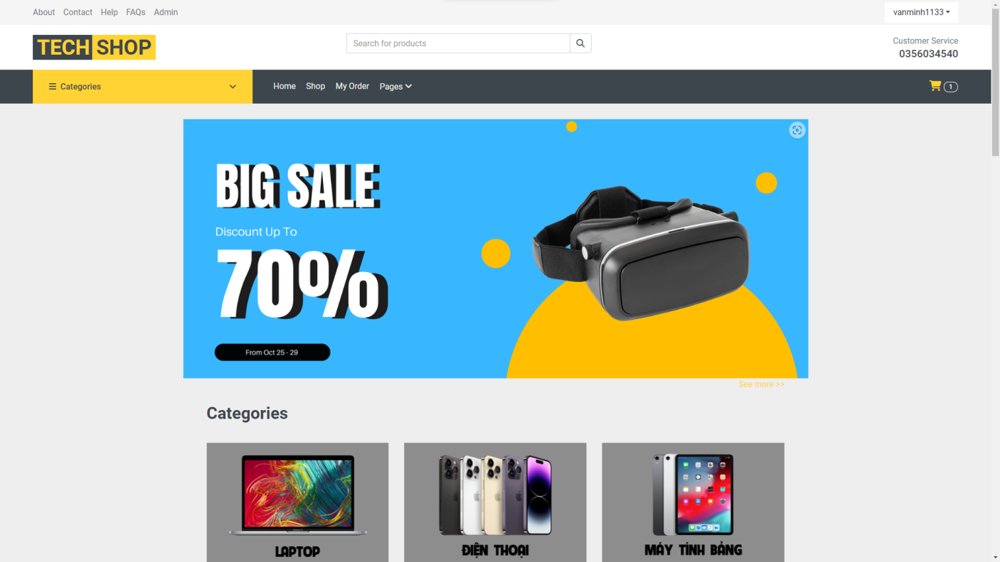 About Contact Help FAQs Admin
vanminh1133
TECH SHOP
Search for products
Customer Service
0356034540
Categories
Home Shop My Order Pages
1
BIG SALE
Discount Up To
70%
From Oct 25 - 29
See more >>
Categories
LAPTOP
ĐIỆN THOẠI
MÁY TÍNH BẢNG